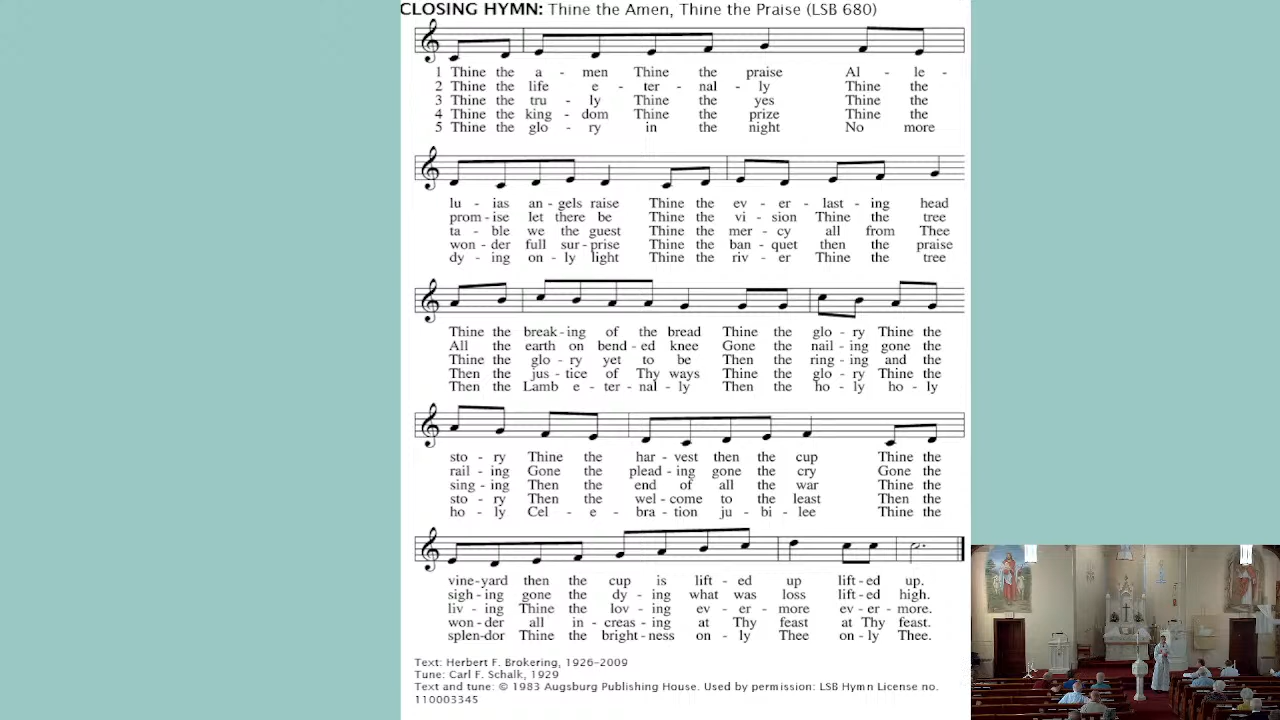 CLOSING HYMN: Thine the Amen, Thine the Praise (LSB 680)
1 Thine the a - men Thine the praise Al - le -
2 Thine the life e - ter - nal - ly Thine the
3 Thine the tru - ly Thine the yes Thine the
4 Thine the king - dom Thine the prize Thine the
5 Thine the glo - ry in the night No more
lu - ias an - gels raise Thine the ev - er - last - ing head
prom - ise let there be Thine the vi - sion Thine the tree
ta - ble we the guest Thine the mer - cy all from Thee
won - der full sur - prise Thine the ban - quet then the praise
dy - ing on - ly light Thine the riv - er Thine the tree
Thine the break - ing of the bread Thine the glo - ry Thine the
All the earth on bend - ed knee Gone the nail - ing gone the
Thine the glo - ry yet to be Then the ring - ing and the
Then the jus - tice of Thy ways Thine the glo - ry Thine the
Then the Lamb e - ter - nal - ly Then the ho - ly ho - ly
sto - ry Thine the har - vest then the cup Thine the
rail - ing Gone the plead - ing gone the cry Gone the
sing - ing Then the end of all the war Thine the
sto - ry Then the wel - come to the least Then the
ho - ly Cel - e - bra - tion ju - bi - lee Thine the
vine - yard then the cup is lift - ed up lift - ed up.
sigh - ing gone the dy - ing what was loss lift - ed high.
liv - ing Thine the lov - ing ev - er - more ev - er - more.
won - der all in - creas - ing at Thy feast at Thy feast.
splen - dor Thine the bright - ness on - ly Thee on - ly Thee.
Text: Herbert F. Brokering, 1926–2009
Tune: Carl F. Schalk, 1929
Text and tune: © 1983 Augsburg Publishing House. Used by permission: LSB Hymn License no.
110003345